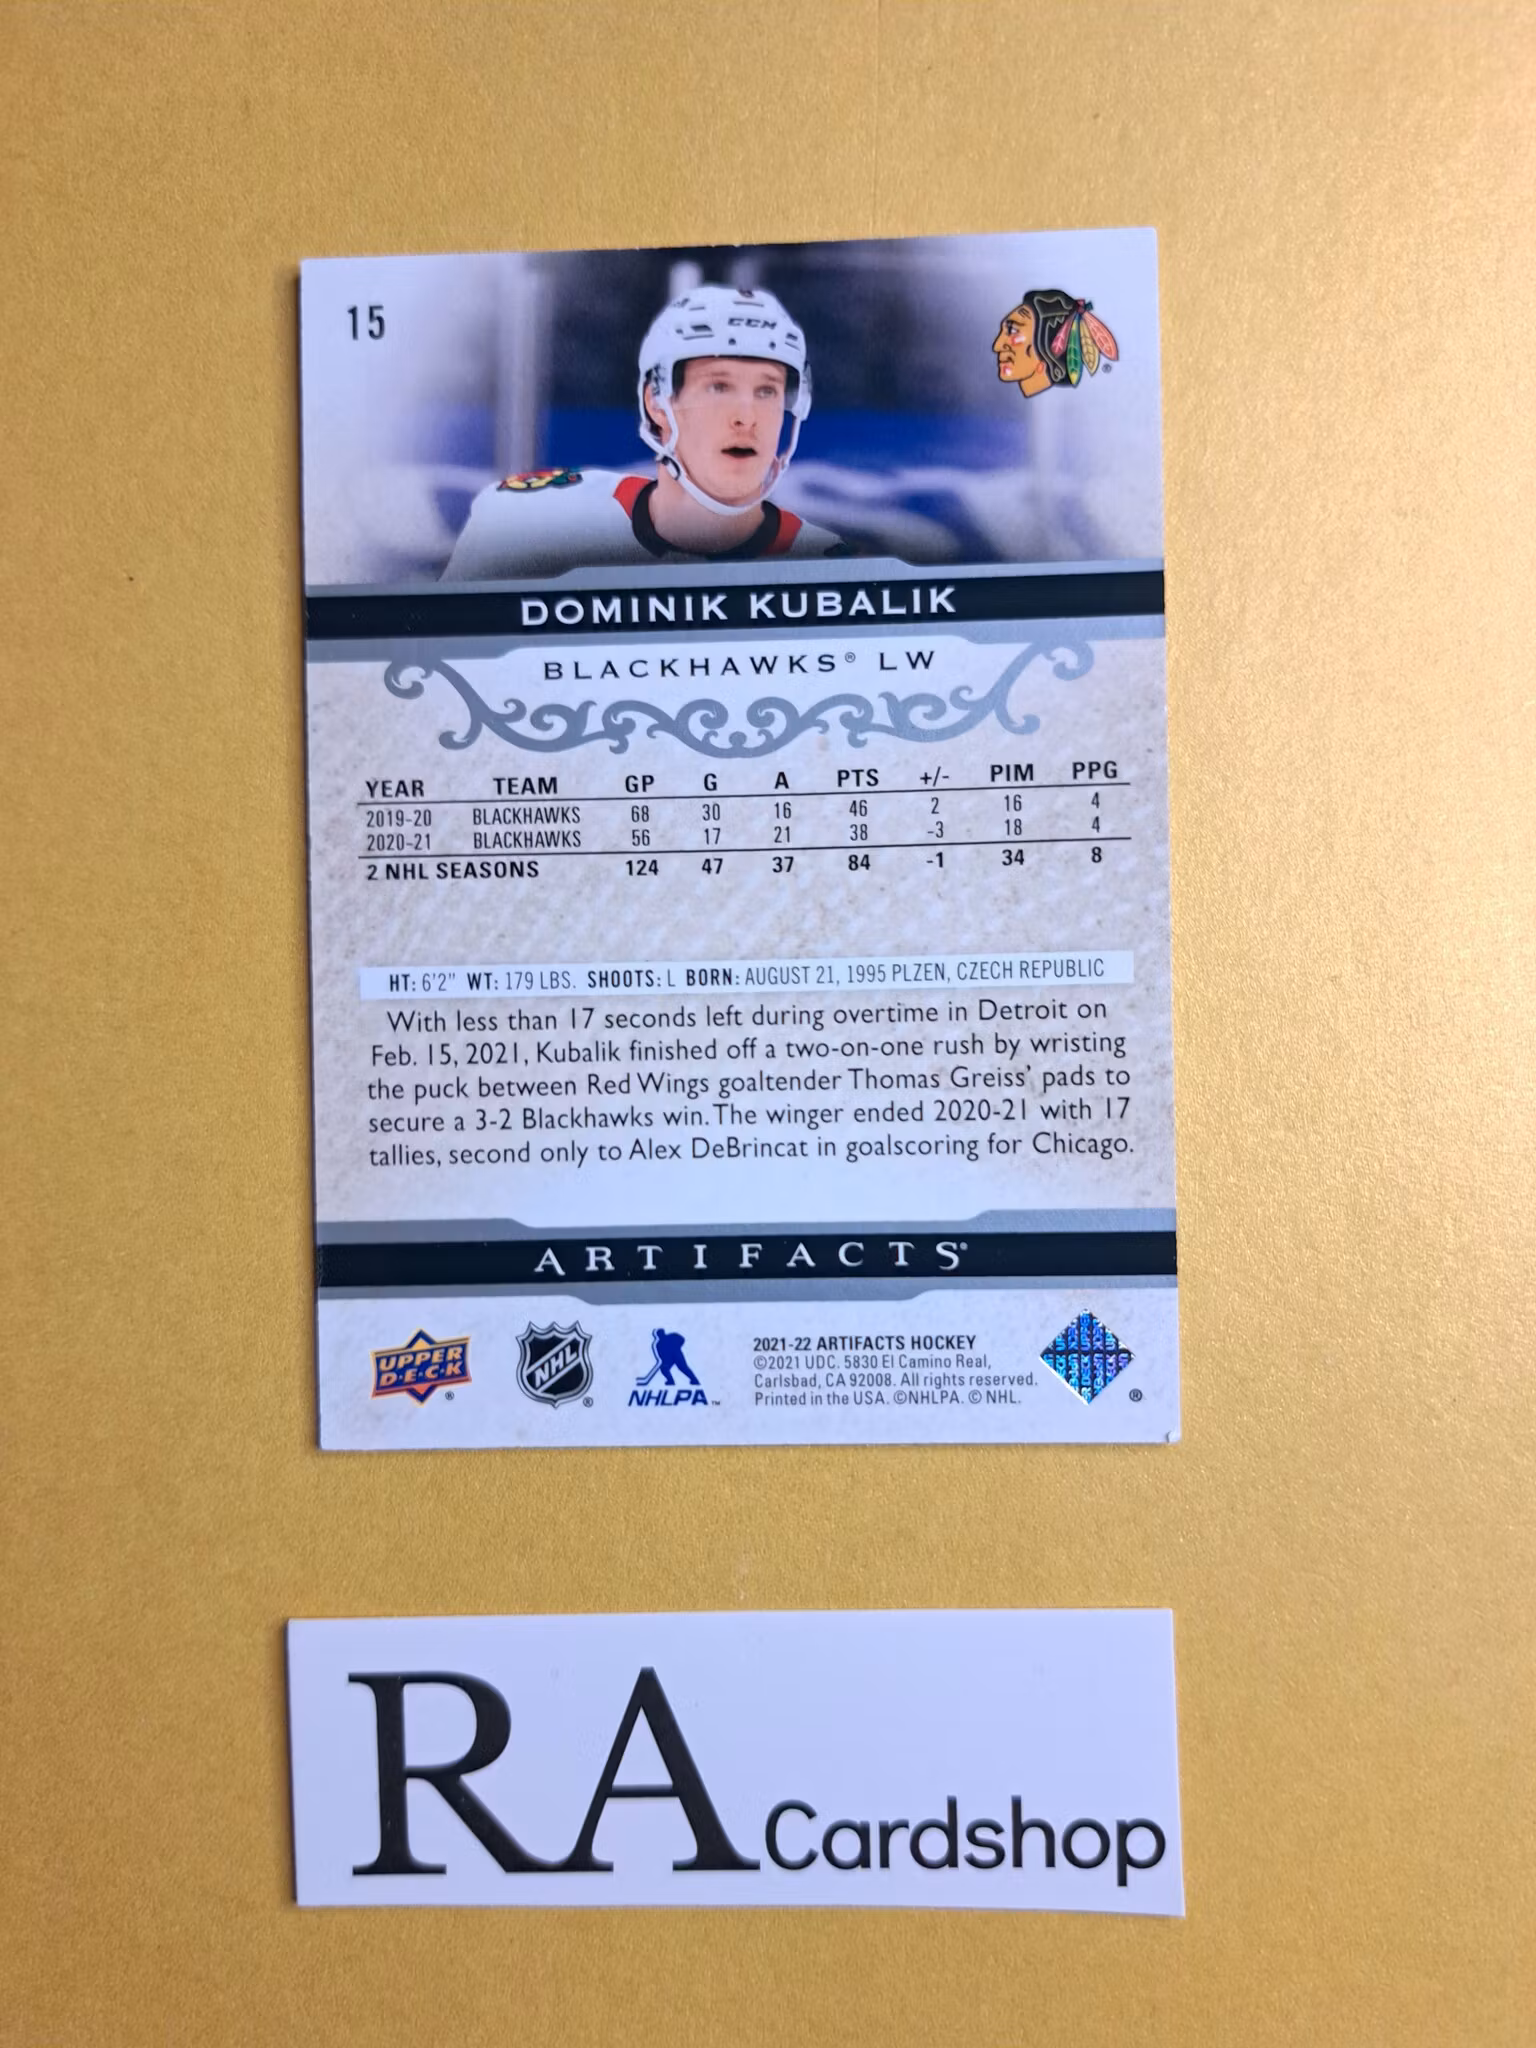 15
CCM
DOMINIK KUBALIK
BLACKHAWKS® LW
YEAR TEAM GP G A PTS +/- PIM PPG
2019-20 BLACKHAWKS 68 30 16 46 2 16 4
2020-21 BLACKHAWKS 56 17 21 38 -3 18 4
2 NHL SEASONS 124 47 37 84 -1 34 8
HT: 6'2" WT: 179 LBS. SHOOTS: L BORN: AUGUST 21, 1995 PLZEN, CZECH REPUBLIC
With less than 17 seconds left during overtime in Detroit on
Feb. 15, 2021, Kubalik finished off a two-on-one rush by wristing
the puck between Red Wings goaltender Thomas Greiss' pads to
secure a 3-2 Blackhawks win. The winger ended 2020-21 with 17
tallies, second only to Alex DeBrincat in goalscoring for Chicago.
ARTIFACTS®
UPPER
D·E·C·K ®
NHL ®
NHLPA™
2021-22 ARTIFACTS HOCKEY
©2021 UDC. 5830 El Camino Real,
Carlsbad, CA 92008. All rights reserved.
Printed in the USA. ©NHLPA. © NHL.
®
RA Cardshop